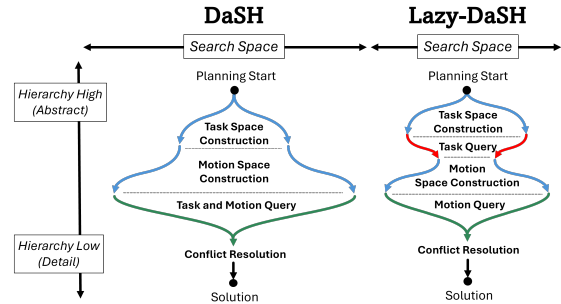 DaSH
Lazy-DaSH
Search Space
Search Space
Planning Start
Planning Start
Hierarchy High
(Abstract)
Task Space
Construction
Task Space
Construction
Task Query
Motion Space
Construction
Motion
Space Construction
Task and Motion Query
Motion Query
Hierarchy Low
(Detail)
Conflict Resolution
Conflict Resolution
Solution
Solution